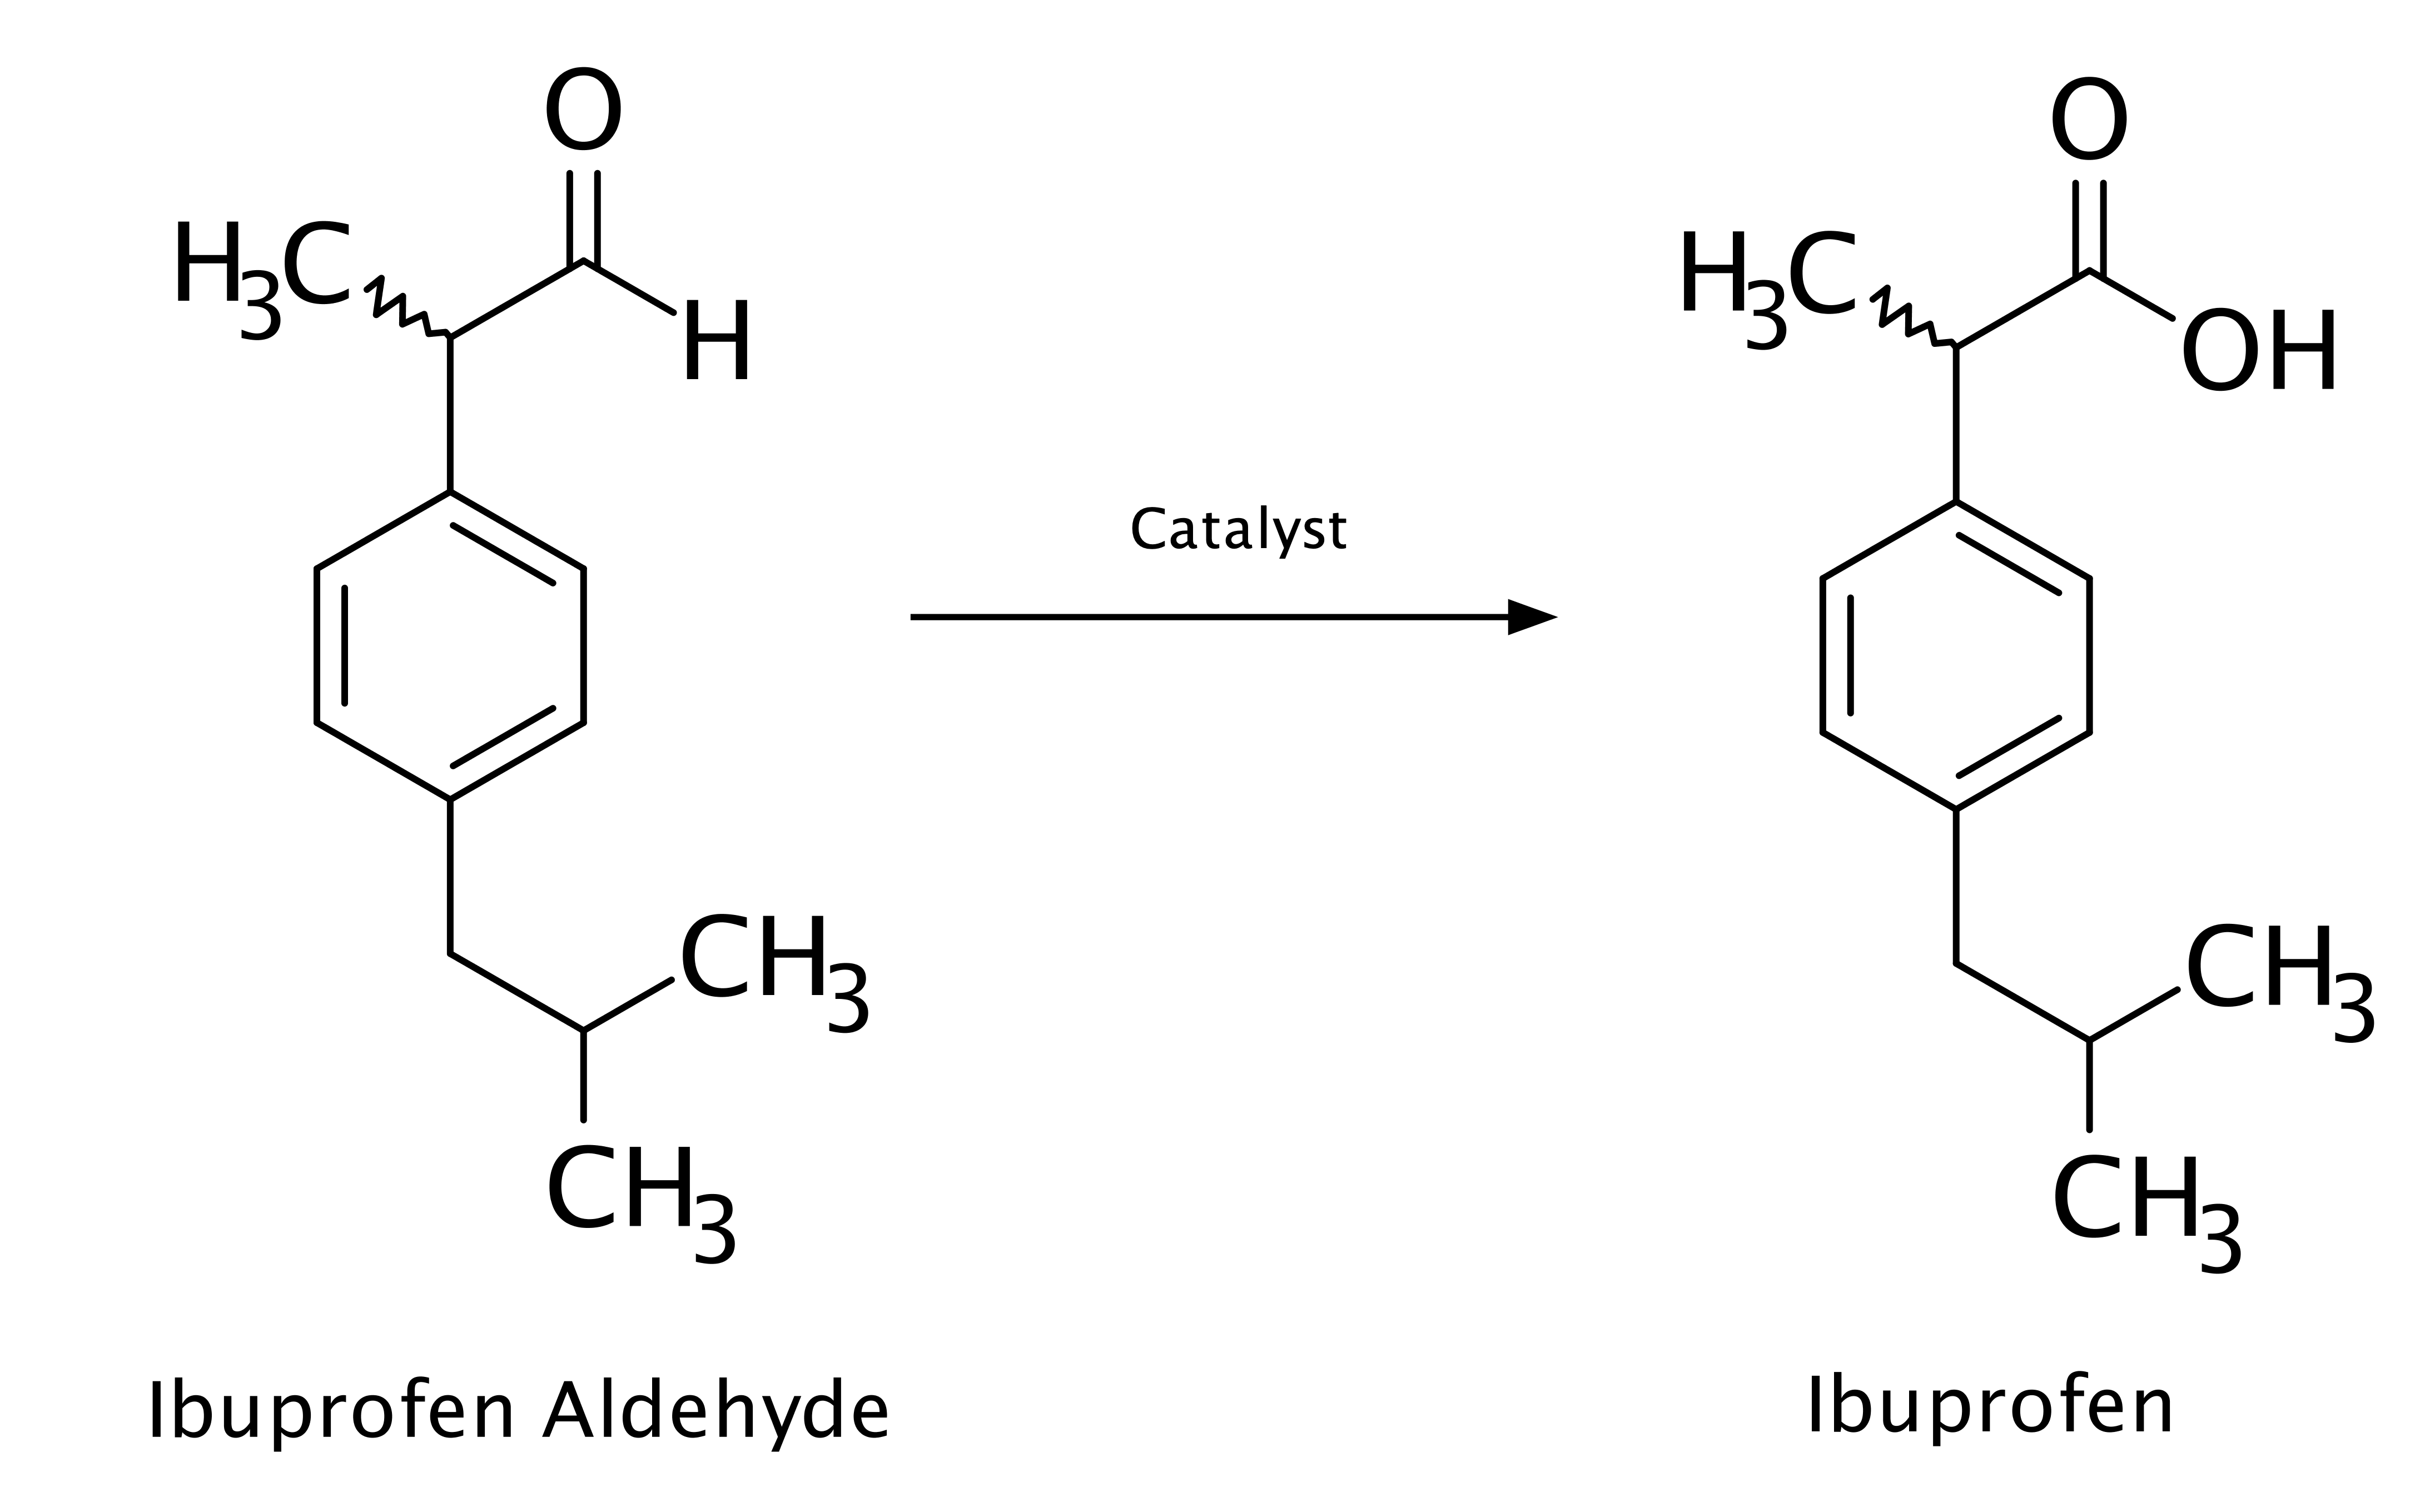 O
H3C
H
CH3
CH3
Ibuprofen Aldehyde
Catalyst
O
H3C
OH
CH3
CH3
Ibuprofen